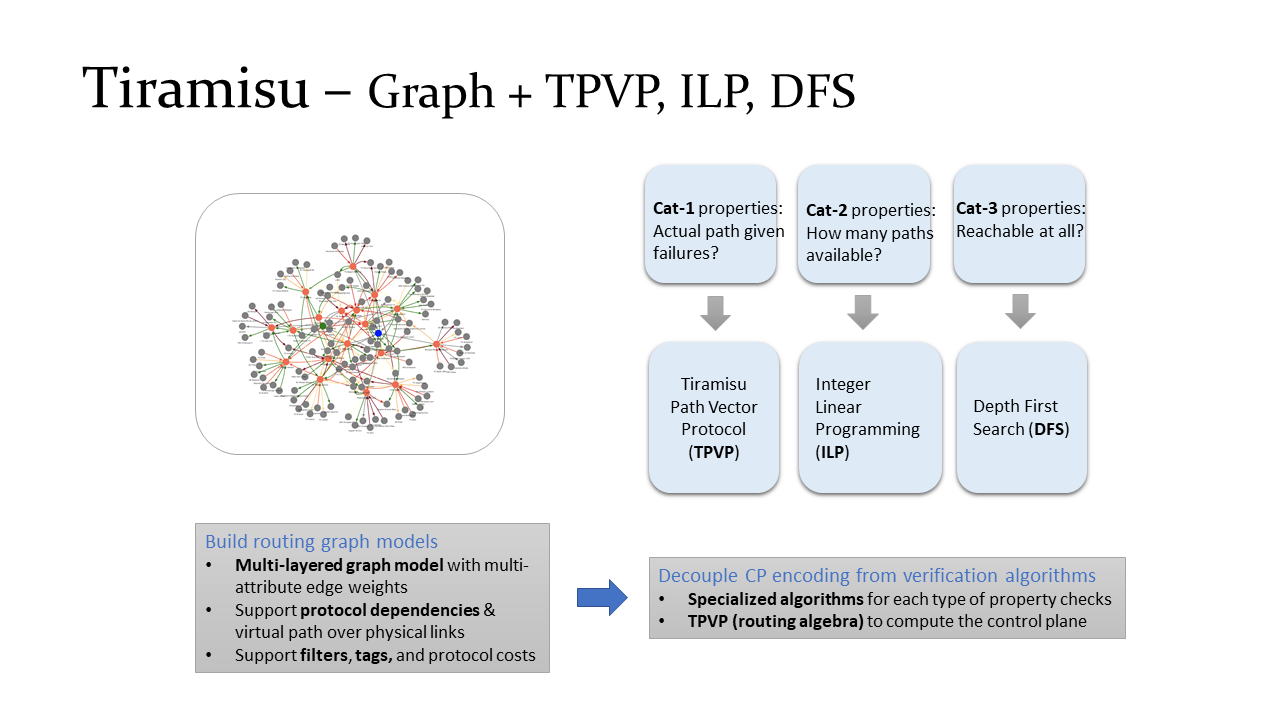 Tiramisu – Graph + TPVP, ILP, DFS
Cat-1 properties:
Actual path given
failures?
Cat-2 properties:
How many paths
available?
Cat-3 properties:
Reachable at all?
Tiramisu
Path Vector
Protocol
(TPVP)
Integer
Linear
Programming
(ILP)
Depth First
Search (DFS)
Build routing graph models
• Multi-layered graph model with multi-
attribute edge weights
• Support protocol dependencies &
virtual path over physical links
• Support filters, tags, and protocol costs
Decouple CP encoding from verification algorithms
• Specialized algorithms for each type of property checks
• TPVP (routing algebra) to compute the control plane